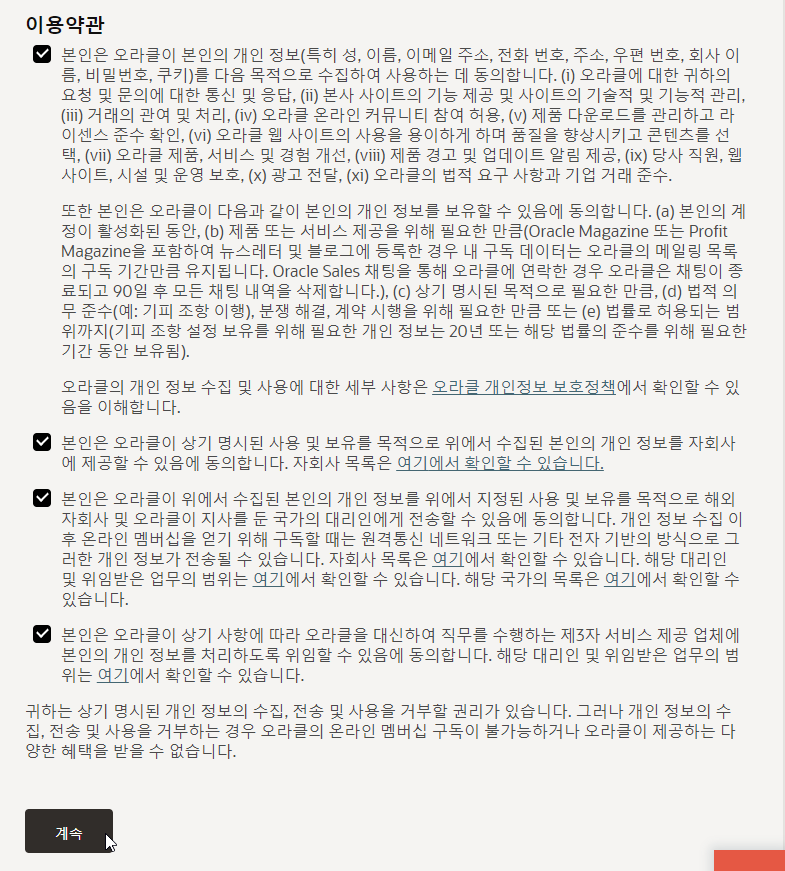 이용약관
본인은 오라클이 본인의 개인 정보(특히 성, 이름, 이메일 주소, 전화 번호, 주소, 우편 번호, 회사 이
름, 비밀번호, 쿠키)를 다음 목적으로 수집하여 사용하는 데 동의합니다. (i) 오라클에 대한 귀하의
요청 및 문의에 대한 통신 및 응답, (ii) 본사 사이트의 기능 제공 및 사이트의 기술적 및 기능적 관리,
(iii) 거래의 관여 및 처리, (iv) 오라클 온라인 커뮤니티 참여 허용, (v) 제품 다운로드를 관리하고 라
이센스 준수 확인, (vi) 오라클 웹 사이트의 사용을 용이하게 하며 품질을 향상시키고 콘텐츠를 선
택, (vii) 오라클 제품, 서비스 및 경험 개선, (viii) 제품 경고 및 업데이트 알림 제공, (ix) 당사 직원, 웹
사이트, 시설 및 운영 보호, (x) 광고 전달, (xi) 오라클의 법적 요구 사항과 기업 거래 준수.
또한 본인은 오라클이 다음과 같이 본인의 개인 정보를 보유할 수 있음에 동의합니다. (a) 본인의 계
정이 활성화된 동안, (b) 제품 또는 서비스 제공을 위해 필요한 만큼(Oracle Magazine 또는 Profit
Magazine을 포함하여 뉴스레터 및 블로그에 등록한 경우 내 구독 데이터는 오라클의 메일링 목록
의 구독 기간만큼 유지됩니다. Oracle Sales 채팅을 통해 오라클에 연락한 경우 오라클은 채팅이 종
료되고 90일 후 모든 채팅 내역을 삭제합니다.), (c) 상기 명시된 목적으로 필요한 만큼, (d) 법적 의
무 준수(예: 기피 조항 이행), 분쟁 해결, 계약 시행을 위해 필요한 만큼 또는 (e) 법률로 허용되는 범
위까지(기피 조항 설정 보유를 위해 필요한 개인 정보는 20년 또는 해당 법률의 준수를 위해 필요한
기간 동안 보유됨).
오라클의 개인 정보 수집 및 사용에 대한 세부 사항은 오라클 개인정보 보호정책에서 확인할 수 있
음을 이해합니다.
본인은 오라클이 상기 명시된 사용 및 보유를 목적으로 위에서 수집된 본인의 개인 정보를 자회사
에 제공할 수 있음에 동의합니다. 자회사 목록은 여기에서 확인할 수 있습니다.
본인은 오라클이 위에서 수집된 본인의 개인 정보를 위에서 지정된 사용 및 보유를 목적으로 해외
자회사 및 오라클이 지사를 둔 국가의 대리인에게 전송할 수 있음에 동의합니다. 개인 정보 수집 이
후 온라인 멤버십을 얻기 위해 구독할 때는 원격통신 네트워크 또는 기타 전자 기반의 방식으로 그
러한 개인 정보가 전송될 수 있습니다. 자회사 목록은 여기에서 확인할 수 있습니다. 해당 대리인
및 위임받은 업무의 범위는 여기에서 확인할 수 있습니다. 해당 국가의 목록은 여기에서 확인할 수
있습니다.
본인은 오라클이 상기 사항에 따라 오라클을 대신하여 직무를 수행하는 제3자 서비스 제공 업체에
본인의 개인 정보를 처리하도록 위임할 수 있음에 동의합니다. 해당 대리인 및 위임받은 업무의 범
위는 여기에서 확인할 수 있습니다.
귀하는 상기 명시된 개인 정보의 수집, 전송 및 사용을 거부할 권리가 있습니다. 그러나 개인 정보의 수
집, 전송 및 사용을 거부하는 경우 오라클의 온라인 멤버십 구독이 불가능하거나 오라클이 제공하는 다
양한 혜택을 받을 수 없습니다.
계속